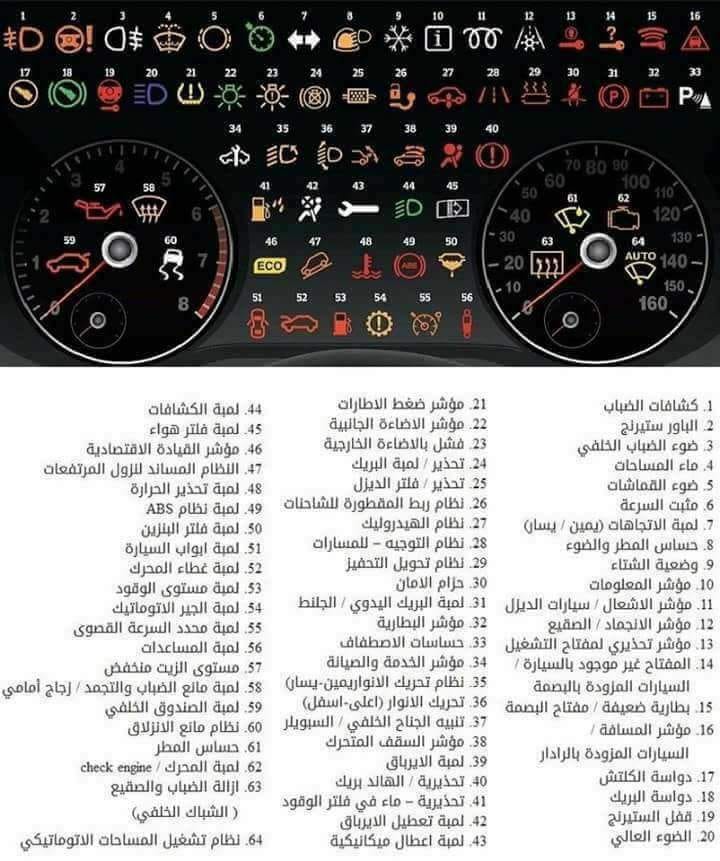 1 2 3 4 5 6 7 8 9 10 11 12 13 14 15 16
17 18 19 20 21 22 23 24 25 26 27 28 29 30 31 32 33
34 35 36 37 38 39 40
41 42 43 44 45
46 47 48 49 50
ECO ABS
51 52 53 54 55 56
57 58 59 60
1 2 3 4 5 6 7 8
61 62 63 64
AUTO
0 10 20 30 40 50 60 70 80 90 100 110 120 130 140 150 160
1. كشافات الضباب
2. الباور ستيرنج
3. ضوء الضباب الخلفي
4. ماء المساحات
5. ضوء القماشات
6. مثبت السرعة
7. لمبة الاتجاهات (يمين / يسار)
8. حساس المطر والضوء
9. وضعية الشتاء
10. مؤشر المعلومات
11. مؤشر الاشعال / سيارات الديزل
12. مؤشر الانجماد / الصقيع
13. مؤشر تحذيري لمفتاح التشغيل
14. المفتاح غير موجود بالسيارة /
السيارات المزودة بالبصمة
15. بطارية ضعيفة / مفتاح البصمة
16. مؤشر المسافة /
السيارات المزودة بالرادار
17. دواسة الكلتش
18. دواسة البريك
19. قفل الستيرنج
20. الضوء العالي
21. مؤشر ضغط الاطارات
22. مؤشر الاضاءة الجانبية
23. فشل بالاضاءة الخارجية
24. تحذير / لمبة البريك
25. تحذير / فلتر الديزل
26. نظام ربط المقطورة للشاحنات
27. نظام الهيدروليك
28. نظام التوجيه – للمسارات
29. نظام تحويل التحفيز
30. حزام الامان
31. لمبة البريك اليدوي / الجلنط
32. مؤشر البطارية
33. حساسات الاصطفاف
34. مؤشر الخدمة والصيانة
35. نظام تحريك الانوار(يمين-يسار)
36. تحريك الانوار (اعلى-اسفل)
37. تنبيه الجناح الخلفي / السبويلر
38. مؤشر السقف المتحرك
39. لمبة الايرباق
40. تحذيرية / الهاند بريك
41. تحذيرية – ماء في فلتر الوقود
42. لمبة تعطيل الايرباق
43. لمبة اعطال ميكانيكية
44. لمبة الكشافات
45. لمبة فلتر هواء
46. مؤشر القيادة الاقتصادية
47. النظام المساند لنزول المرتفعات
48. لمبة تحذير الحرارة
49. لمبة نظام ABS
50. لمبة فلتر البنزين
51. لمبة ابواب السيارة
52. لمبة غطاء المحرك
53. لمبة مستوى الوقود
54. لمبة الجير الاتوماتيك
55. لمبة محدد السرعة القصوى
56. لمبة المساعدات
57. مستوى الزيت منخفض
58. لمبة مانع الضباب والتجمد / زجاج أمامي
59. لمبة الصندوق الخلفي
60. نظام مانع الانزلاق
61. حساس المطر
62. لمبة المحرك / check engine
63. ازالة الضباب والصقيع
( الشباك الخلفي)
64. نظام تشغيل المساحات الاتوماتيكي